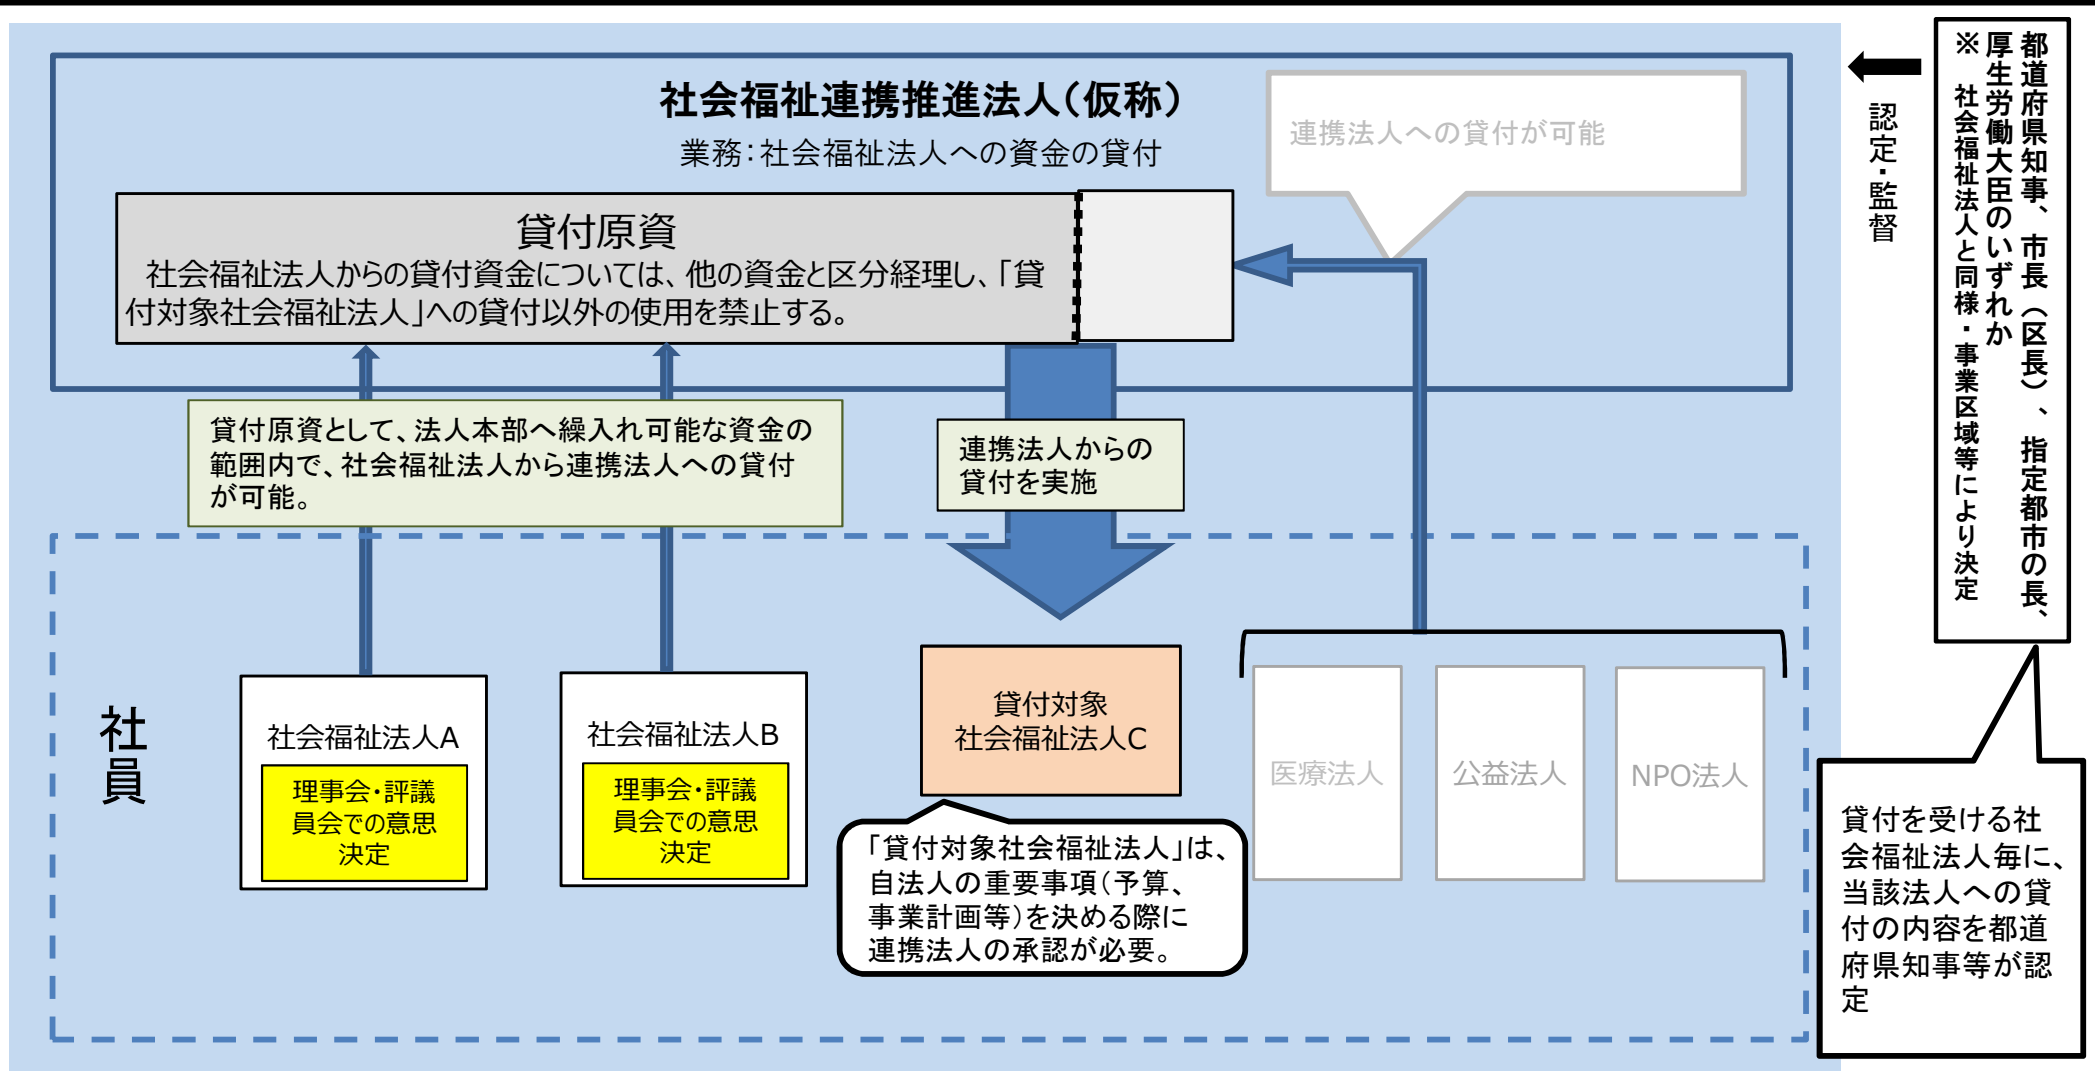 社会福祉連携推進法人(仮称)
業務:社会福祉法人への資金の貸付
連携法人への貸付が可能
貸付原資
社会福祉法人からの貸付資金については、他の資金と区分経理し、「貸
付対象社会福祉法人」への貸付以外の使用を禁止する。
貸付原資として、法人本部へ繰入れ可能な資金の
範囲内で、社会福祉法人から連携法人への貸付
が可能。
連携法人からの
貸付を実施
社員
社会福祉法人A
理事会・評議
員会での意思
決定
社会福祉法人B
理事会・評議
員会での意思
決定
貸付対象
社会福祉法人C
「貸付対象社会福祉法人」は、
自法人の重要事項(予算、
事業計画等)を決める際に
連携法人の承認が必要。
医療法人
公益法人
NPO法人
認定・監督
都道府県知事、市長(区長)、指定都市の長、
厚生労働大臣のいずれか
※ 社会福祉法人と同様・事業区域等により決定
貸付を受ける社
会福祉法人毎に、
当該法人への貸
付の内容を都道
府県知事等が認
定